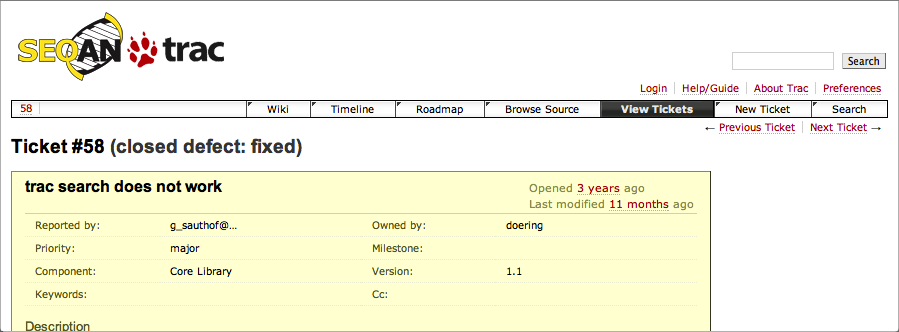 SEQAN trac
Search
Login Help/Guide About Trac Preferences
58 Wiki Timeline Roadmap Browse Source View Tickets New Ticket Search
← Previous Ticket Next Ticket →
Ticket #58 (closed defect: fixed)
trac search does not work
Opened 3 years ago
Last modified 11 months ago
Reported by: g_sauthof@... Owned by: doering
Priority: major Milestone:
Component: Core Library Version: 1.1
Keywords: Cc:
Description